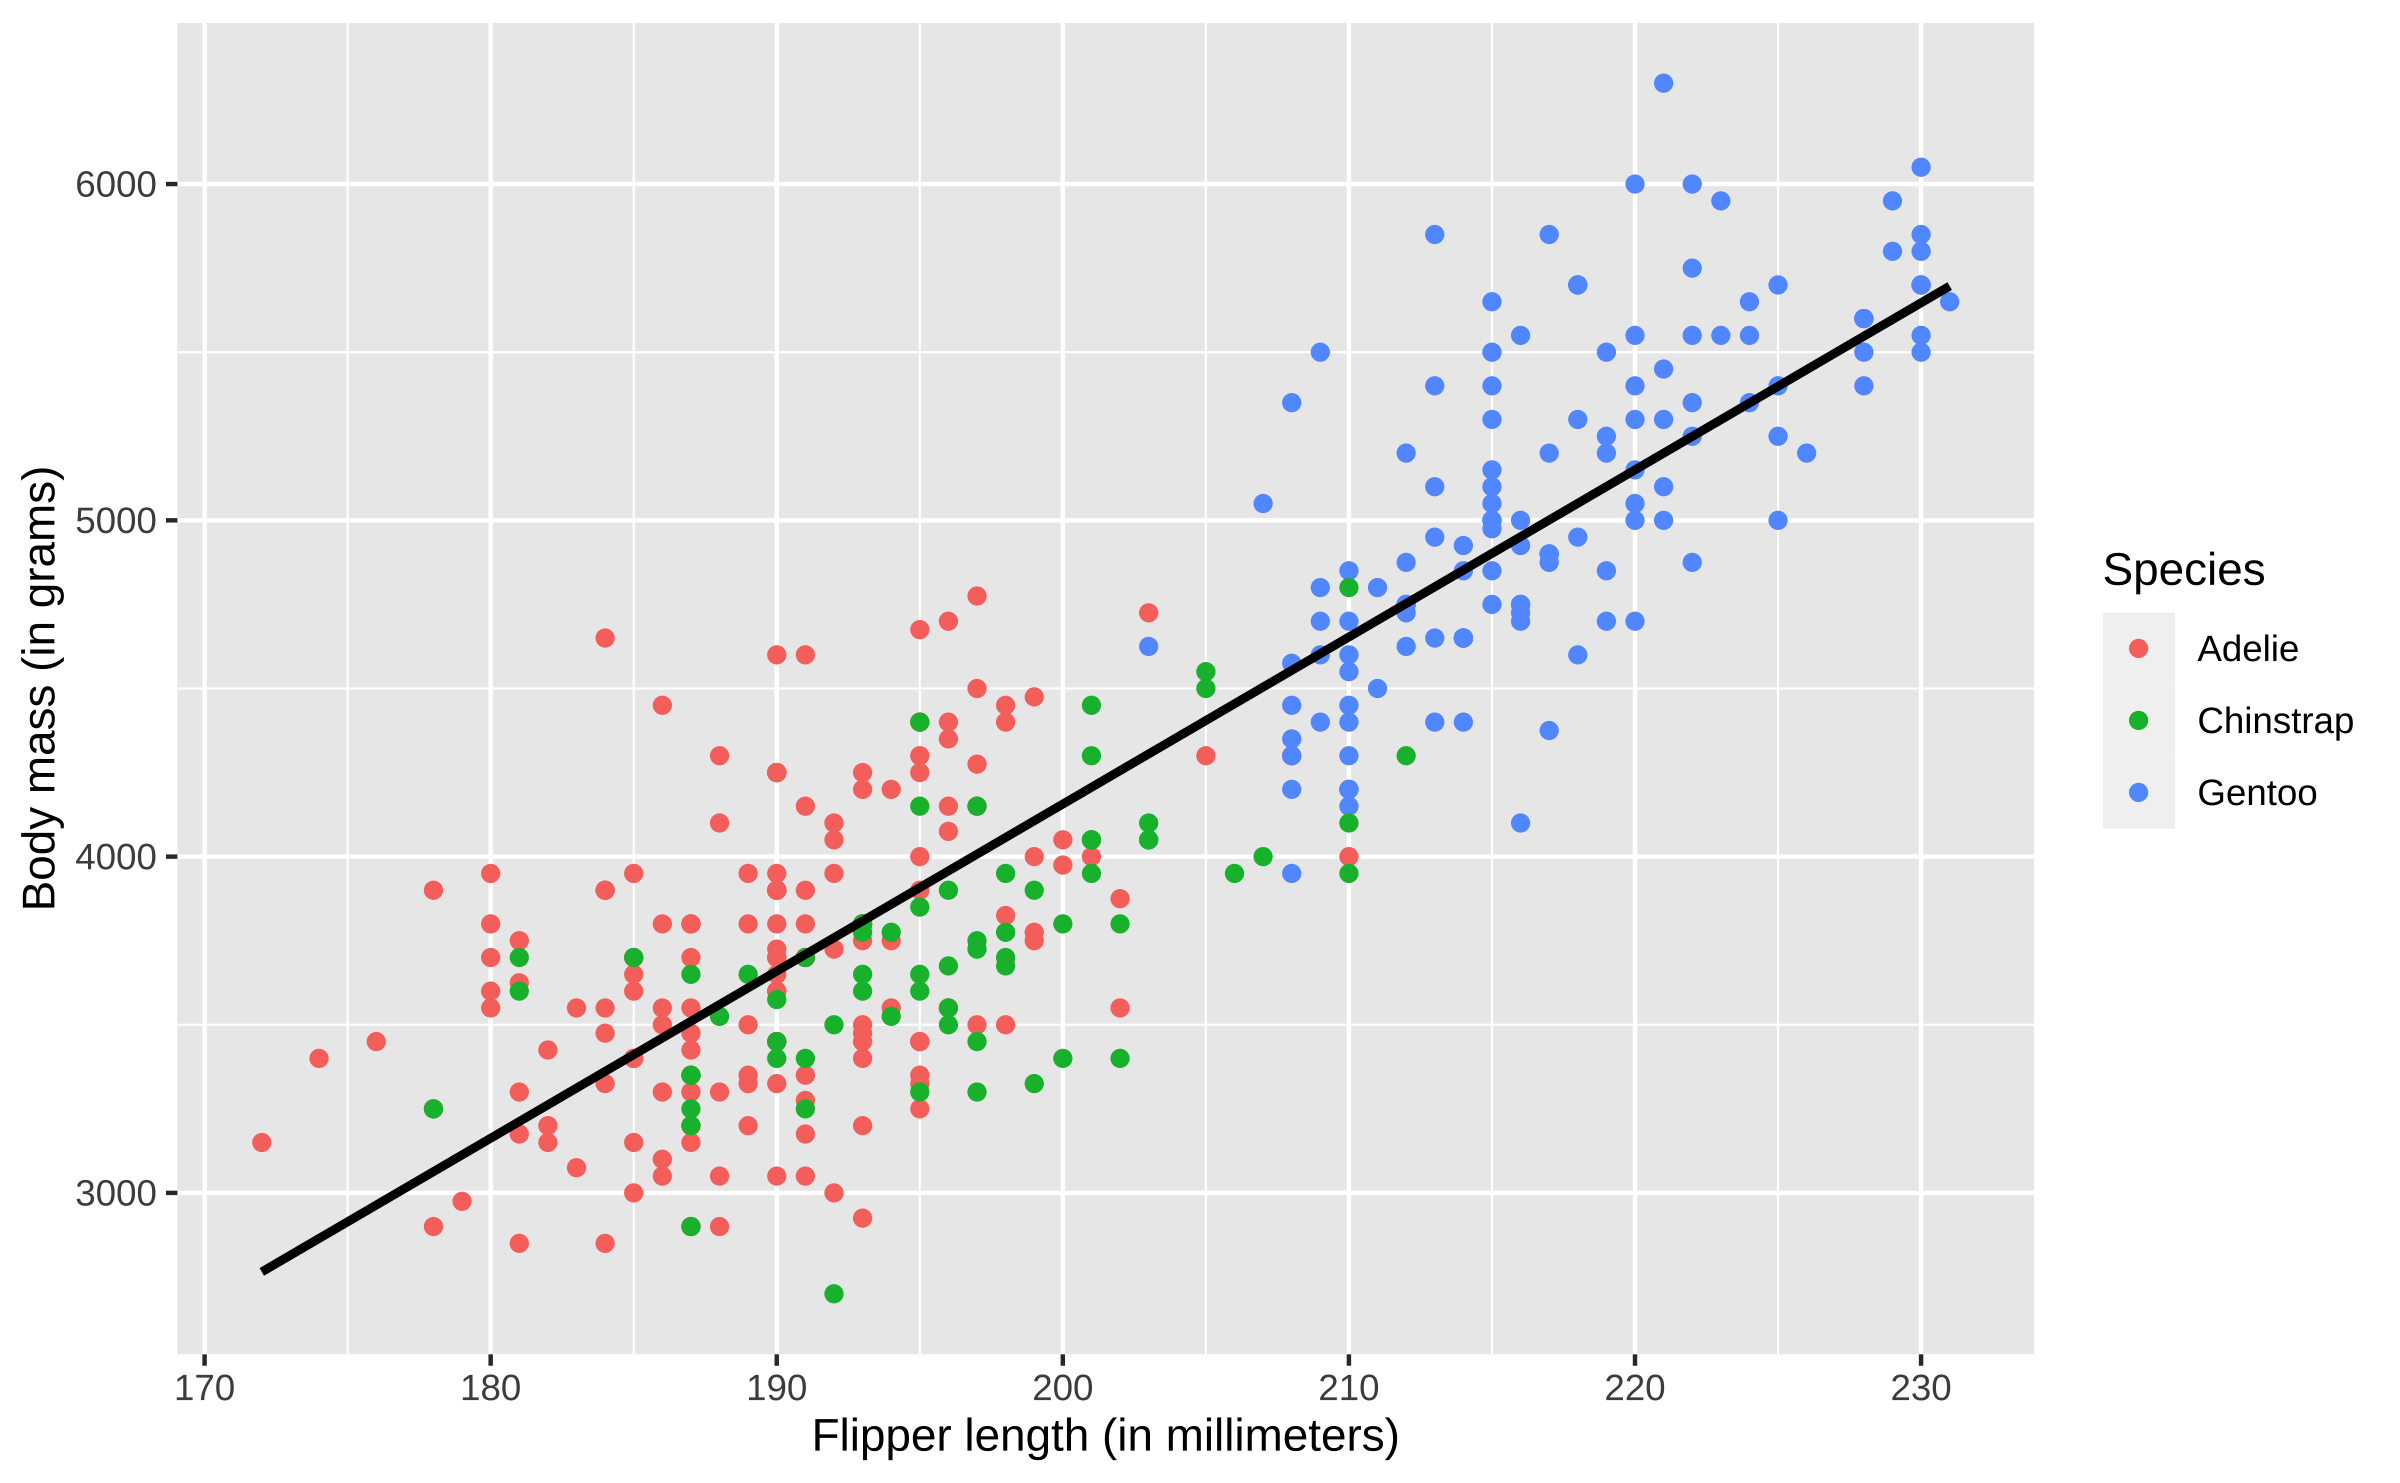 6000
5000
4000
3000
Body mass (in grams)
170 180 190 200 210 220 230
Flipper length (in millimeters)
Species
Adelie
Chinstrap
Gentoo